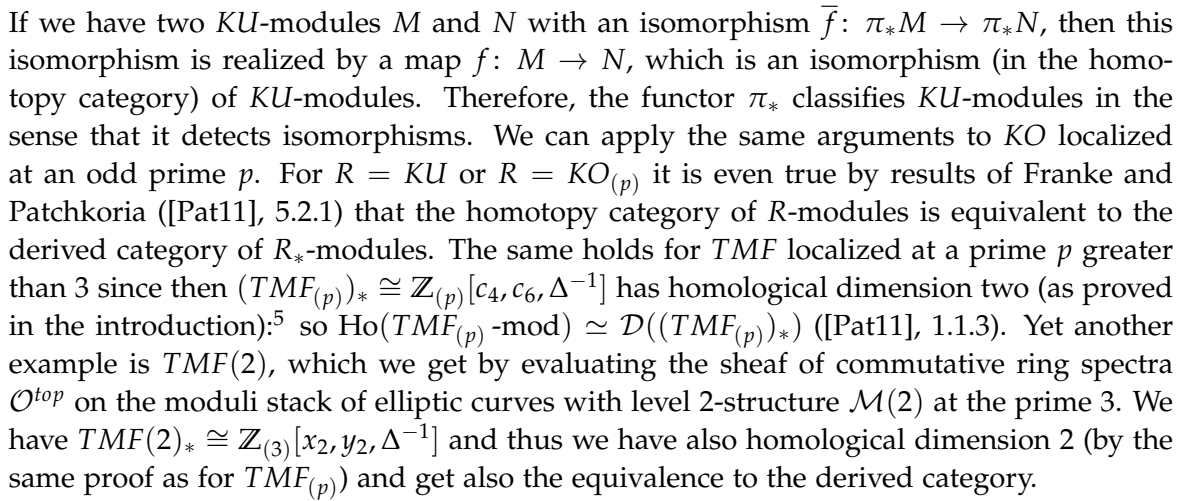 If we have two KU-modules M and N with an isomorphism f̅ : π∗M → π∗N, then this
isomorphism is realized by a map f : M → N, which is an isomorphism (in the homo-
topy category) of KU-modules. Therefore, the functor π∗ classifies KU-modules in the
sense that it detects isomorphisms. We can apply the same arguments to KO localized
at an odd prime p. For R = KU or R = KO(p) it is even true by results of Franke and
Patchkoria ([Pat11], 5.2.1) that the homotopy category of R-modules is equivalent to the
derived category of R∗-modules. The same holds for TMF localized at a prime p greater
than 3 since then (TMF(p))∗ ≅ ℤ(p)[c4, c6, Δ⁻¹] has homological dimension two (as proved
in the introduction):⁵ so Ho(TMF(p) -mod) ≃ 𝒟((TMF(p))∗) ([Pat11], 1.1.3). Yet another
example is TMF(2), which we get by evaluating the sheaf of commutative ring spectra
𝒪ᵗᵒᵖ on the moduli stack of elliptic curves with level 2-structure ℳ(2) at the prime 3. We
have TMF(2)∗ ≅ ℤ(3)[x2, y2, Δ⁻¹] and thus we have also homological dimension 2 (by the
same proof as for TMF(p)) and get also the equivalence to the derived category.